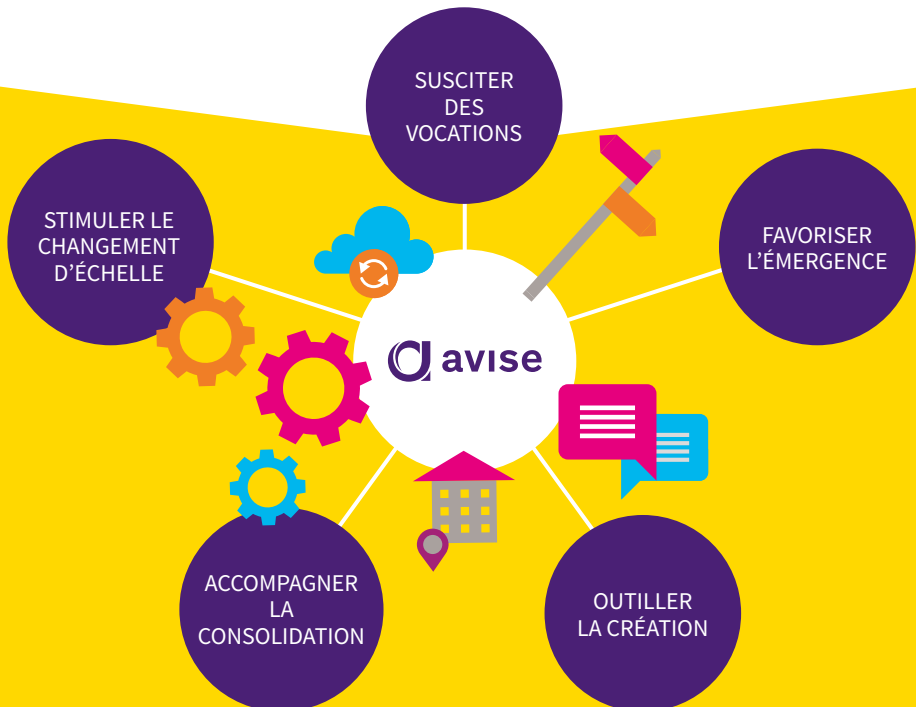 SUSCITER
DES
VOCATIONS
STIMULER LE
CHANGEMENT
D'ÉCHELLE
FAVORISER
L'ÉMERGENCE
avise
ACCOMPAGNER
LA
CONSOLIDATION
OUTILLER
LA CRÉATION